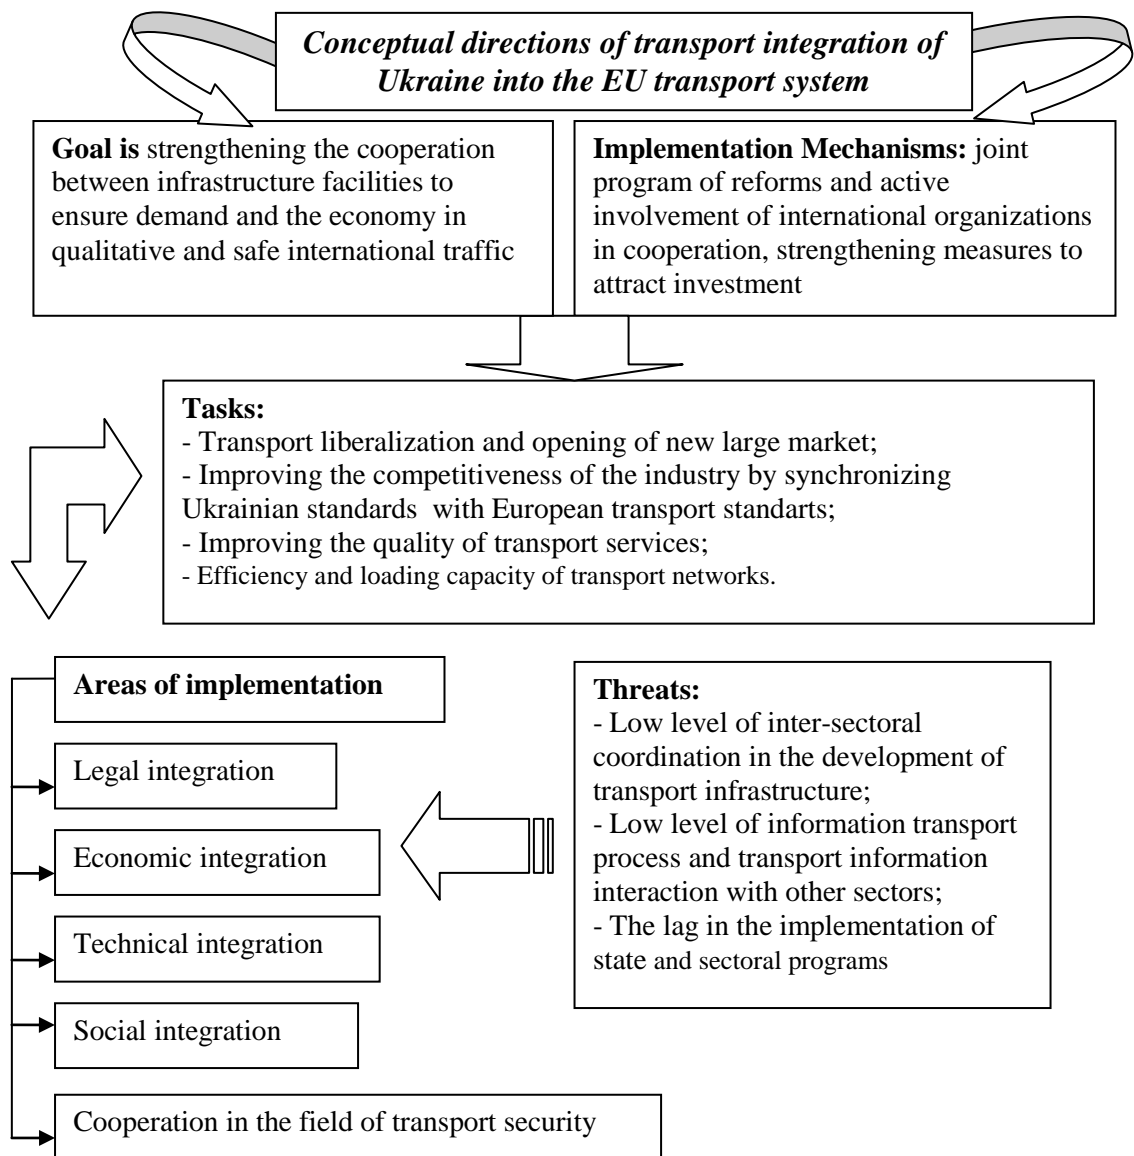 Conceptual directions of transport integration of
Ukraine into the EU transport system
Goal is strengthening the cooperation
between infrastructure facilities to
ensure demand and the economy in
qualitative and safe international traffic
Implementation Mechanisms: joint
program of reforms and active
involvement of international organizations
in cooperation, strengthening measures to
attract investment
Tasks:
- Transport liberalization and opening of new large market;
- Improving the competitiveness of the industry by synchronizing
Ukrainian standards with European transport standarts;
- Improving the quality of transport services;
- Efficiency and loading capacity of transport networks.
Areas of implementation
Legal integration
Economic integration
Technical integration
Social integration
Cooperation in the field of transport security
Threats:
- Low level of inter-sectoral
coordination in the development of
transport infrastructure;
- Low level of information transport
process and transport information
interaction with other sectors;
- The lag in the implementation of
state and sectoral programs